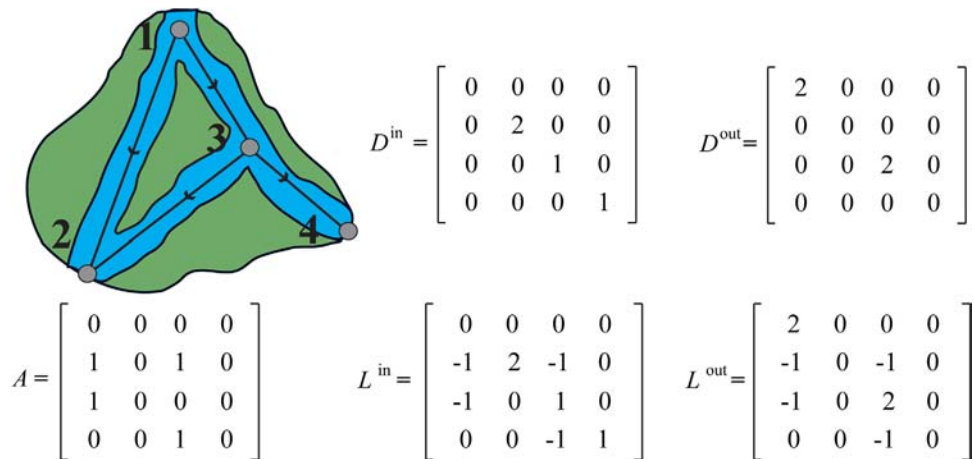 1
3
2
4
D^in = [ 0 0 0 0
0 2 0 0
0 0 1 0
0 0 0 1 ]
D^out = [ 2 0 0 0
0 0 0 0
0 0 2 0
0 0 0 0 ]
A = [ 0 0 0 0
1 0 1 0
1 0 0 0
0 0 1 0 ]
L^in = [ 0 0 0 0
-1 2 -1 0
-1 0 1 0
0 0 -1 1 ]
L^out = [ 2 0 0 0
-1 0 -1 0
-1 0 2 0
0 0 -1 0 ]